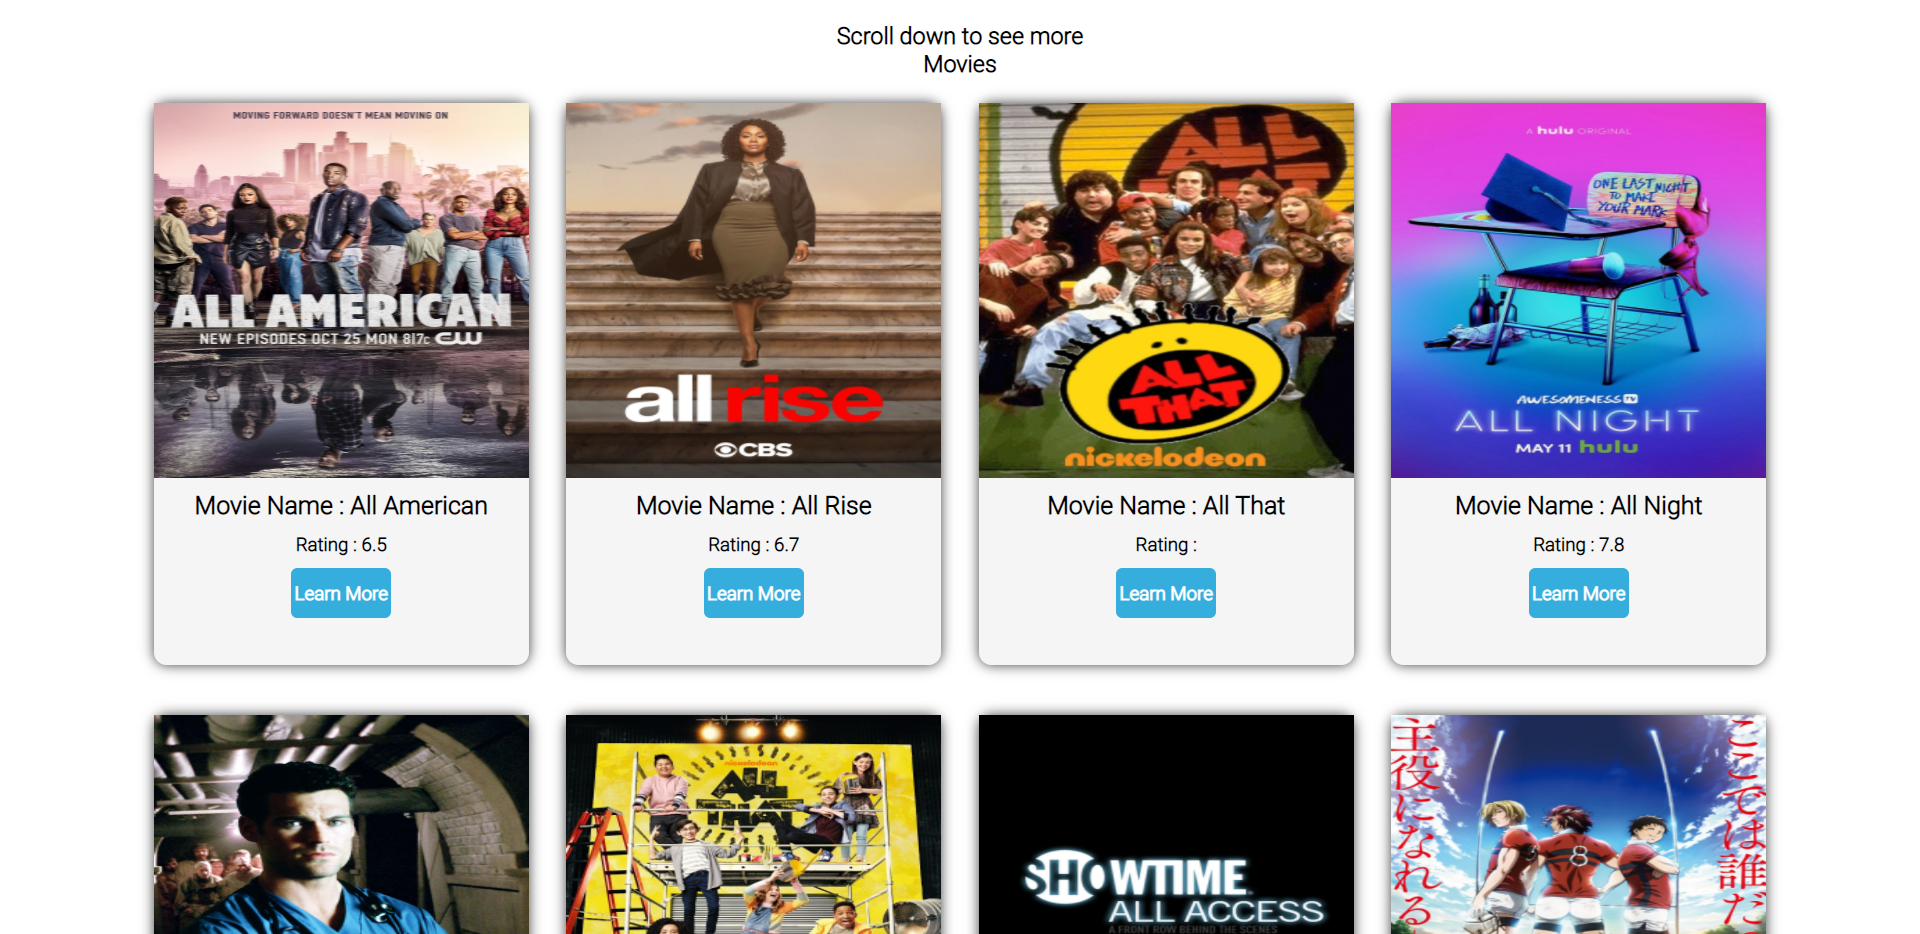 Scroll down to see more
Movies
MOVING FORWARD DOESN'T MEAN MOVING ON
ALL AMERICAN
NEW EPISODES OCT 25 MON 8|7c CW
all rise
CBS
ALL
ALL
THAT
nickelodeon
A hulu ORIGINAL
ONE LAST NIGHT
TO MAKE
YOUR MARK
AWESOMENESS TV
ALL NIGHT
MAY 11 hulu
Movie Name : All American
Rating : 6.5
Learn More
Movie Name : All Rise
Rating : 6.7
Learn More
Movie Name : All That
Rating :
Learn More
Movie Name : All Night
Rating : 7.8
Learn More
nickelodeon
ALL
THAT
SHOWTIME
ALL ACCESS
A FRONT ROW BEHIND THE SCENES
ここでは誰だ
主役になれる
8